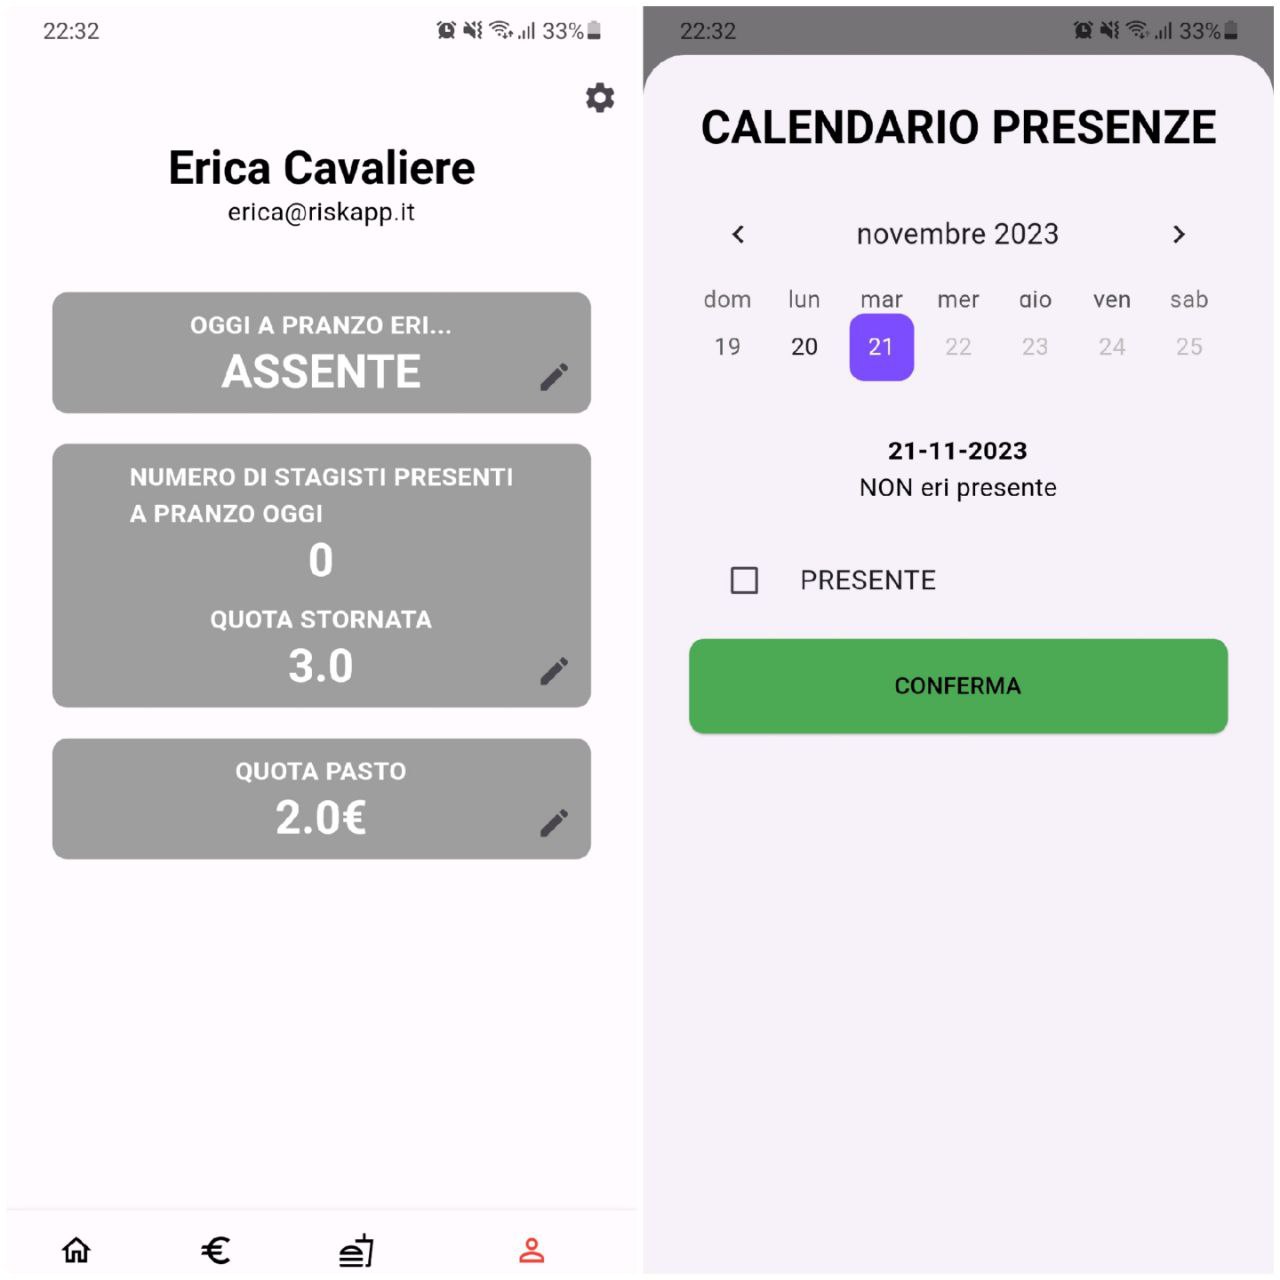 22:32
33%
Erica Cavaliere
erica@riskapp.it
OGGI A PRANZO ERI...
ASSENTE
NUMERO DI STAGISTI PRESENTI
A PRANZO OGGI
0
QUOTA STORNATA
3.0
QUOTA PASTO
2.0€
22:32
33%
CALENDARIO PRESENZE
novembre 2023
dom lun mar mer gio ven sab
19 20 21 22 23 24 25
21-11-2023
NON eri presente
PRESENTE
CONFERMA